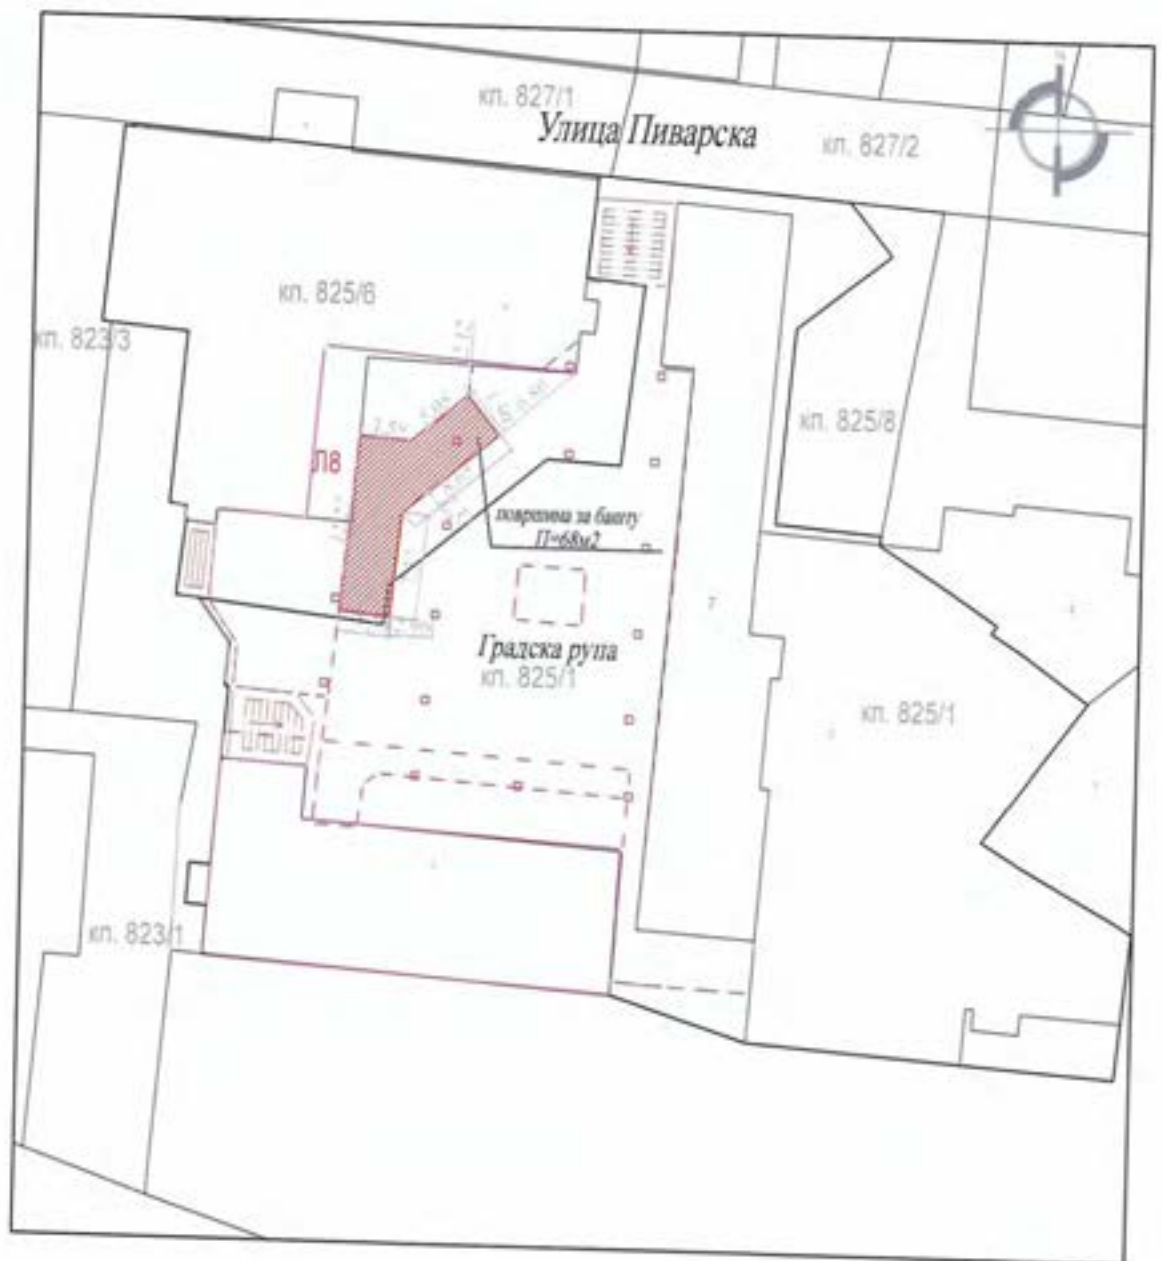 кп. 827/1
Улица Пиварска
кп. 827/2
кп. 825/6
кп. 823/3
кп. 825/8
Л8
површина за башту
П=68м2
Градска рупа
кп. 825/1
кп. 825/1
кп. 823/1